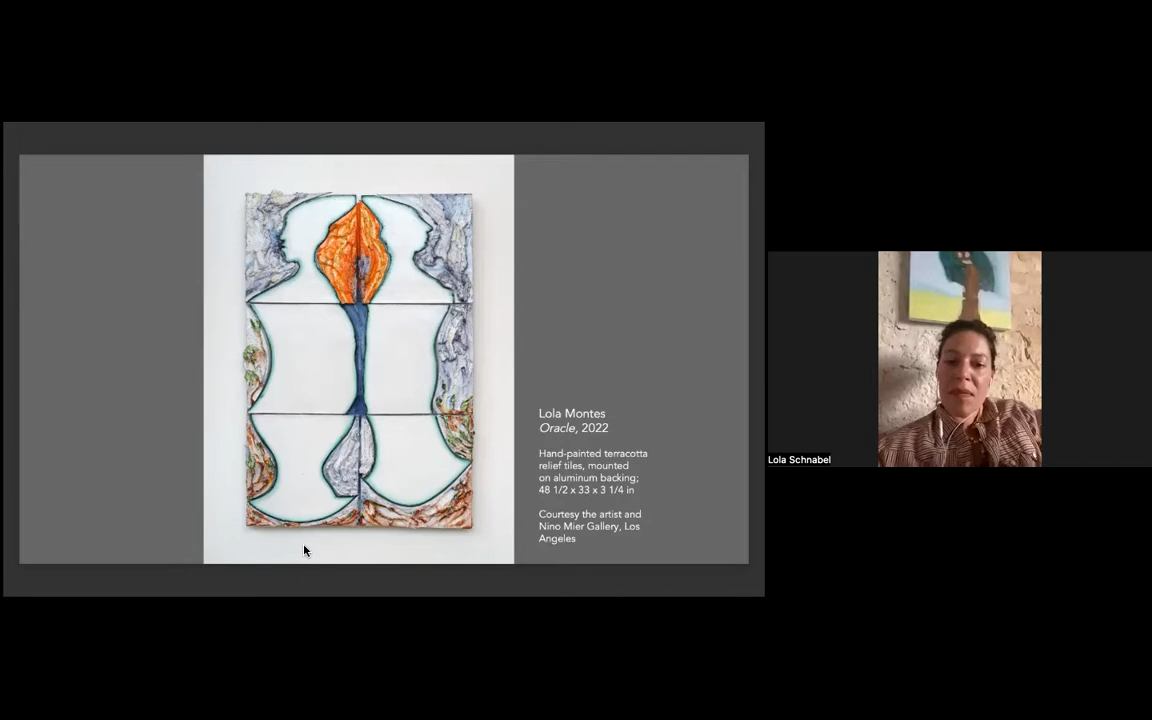 Lola Montes
Oracle, 2022
Hand-painted terracotta
relief tiles, mounted
on aluminum backing;
48 1/2 x 33 x 3 1/4 in
Courtesy the artist and
Nino Mier Gallery, Los
Angeles
Lola Schnabel